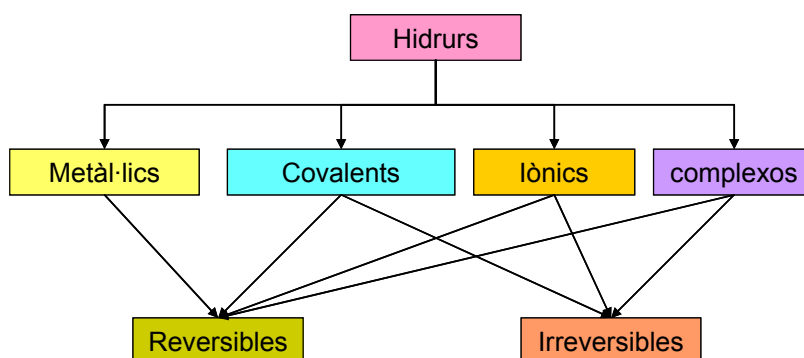 Hidrurs
Metàl·lics
Covalents
Iònics
complexos
Reversibles
Irreversibles